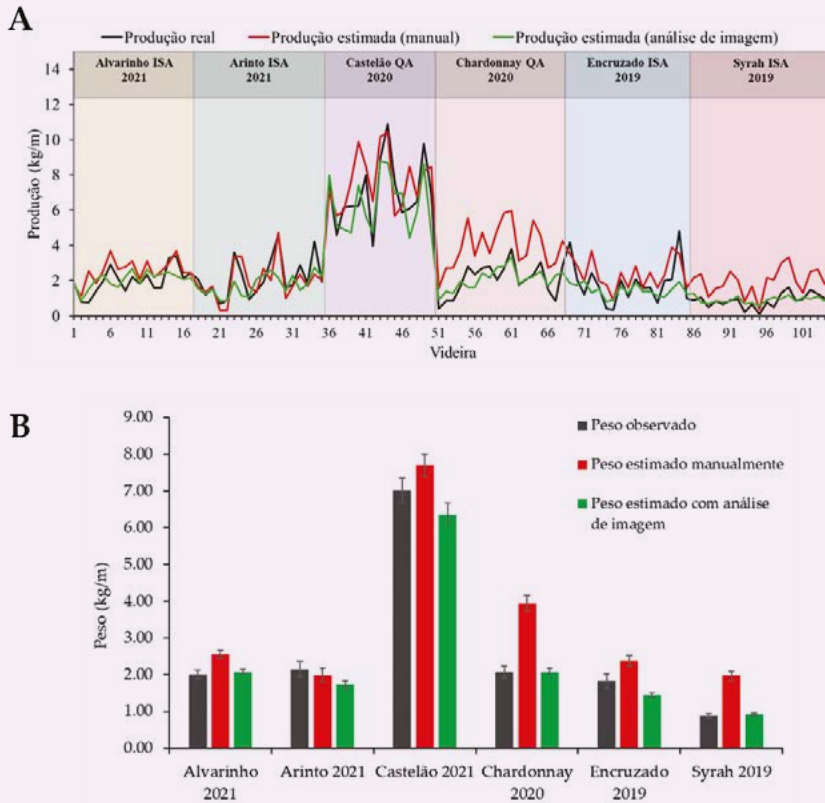 A
Produção real
Produção estimada (manual)
Produção estimada (análise de imagem)
Alvarinho ISA
2021
Arinto ISA
2021
Castelão QA
2020
Chardonnay QA
2020
Encruzado ISA
2019
Syrah ISA
2019
Produção (kg/m)
14
12
10
8
6
4
2
0
1
6
11
16
21
26
31
36
41
46
51
56
61
66
71
76
81
86
91
96
101
Videira
B
Peso (kg/m)
9.00
8.00
7.00
6.00
5.00
4.00
3.00
2.00
1.00
0.00
Peso observado
Peso estimado manualmente
Peso estimado com análise
de imagem
Alvarinho
2021
Arinto 2021
Castelão 2021
Chardonnay
2020
Encruzado
2019
Syrah 2019